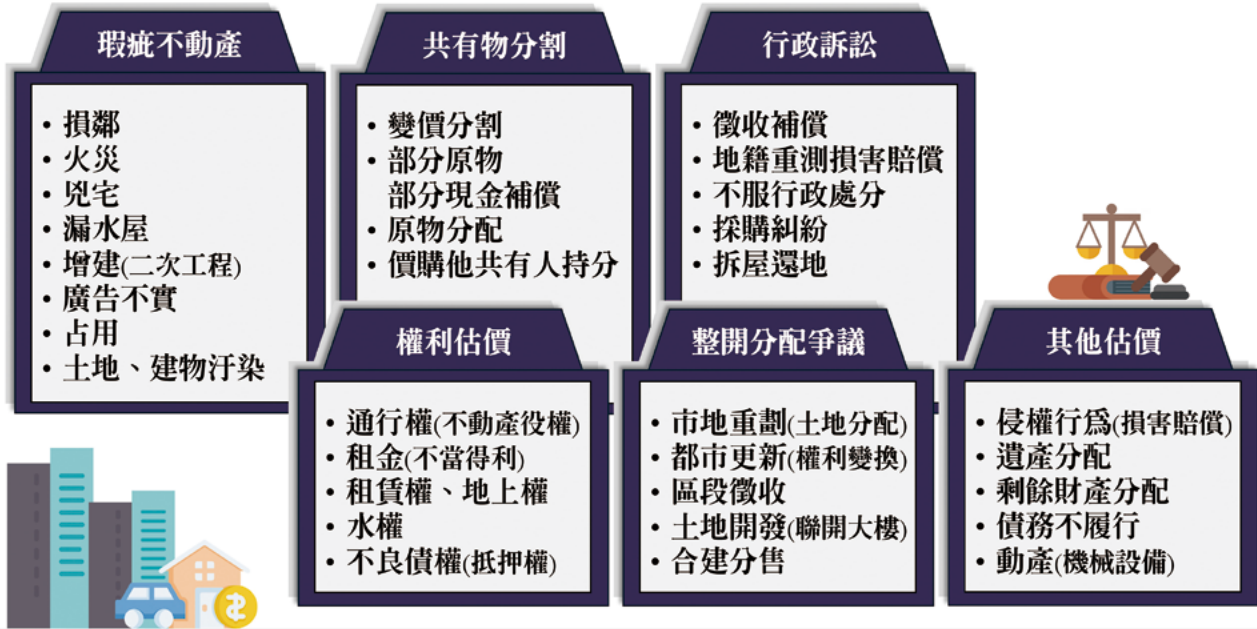 瑕疵不動產
• 損鄰
• 火災
• 兇宅
• 漏水屋
• 增建(二次工程)
• 廣告不實
• 占用
• 土地、建物汙染
共有物分割
• 變價分割
• 部分原物
部分現金補償
• 原物分配
• 價購他共有人持分
行政訴訟
• 徵收補償
• 地籍重測損害賠償
• 不服行政處分
• 採購糾紛
• 拆屋還地
權利估價
• 通行權(不動產役權)
• 租金(不當得利)
• 租賃權、地上權
• 水權
• 不良債權(抵押權)
整開分配爭議
• 市地重劃(土地分配)
• 都市更新(權利變換)
• 區段徵收
• 土地開發(聯開大樓)
• 合建分售
其他估價
• 侵權行為(損害賠償)
• 遺產分配
• 剩餘財產分配
• 債務不履行
• 動產(機械設備)